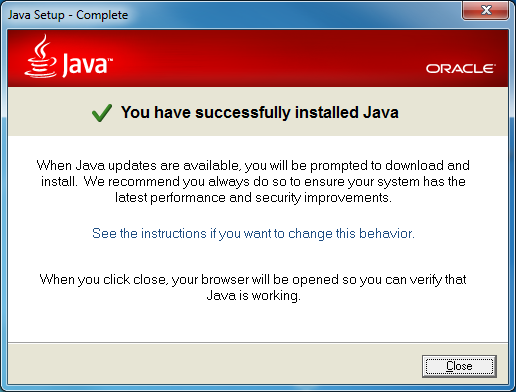 Java Setup - Complete
Java™
ORACLE®
You have successfully installed Java
When Java updates are available, you will be prompted to download and
install. We recommend you always do so to ensure your system has the
latest performance and security improvements.
See the instructions if you want to change this behavior.
When you click close, your browser will be opened so you can verify that
Java is working.
Close